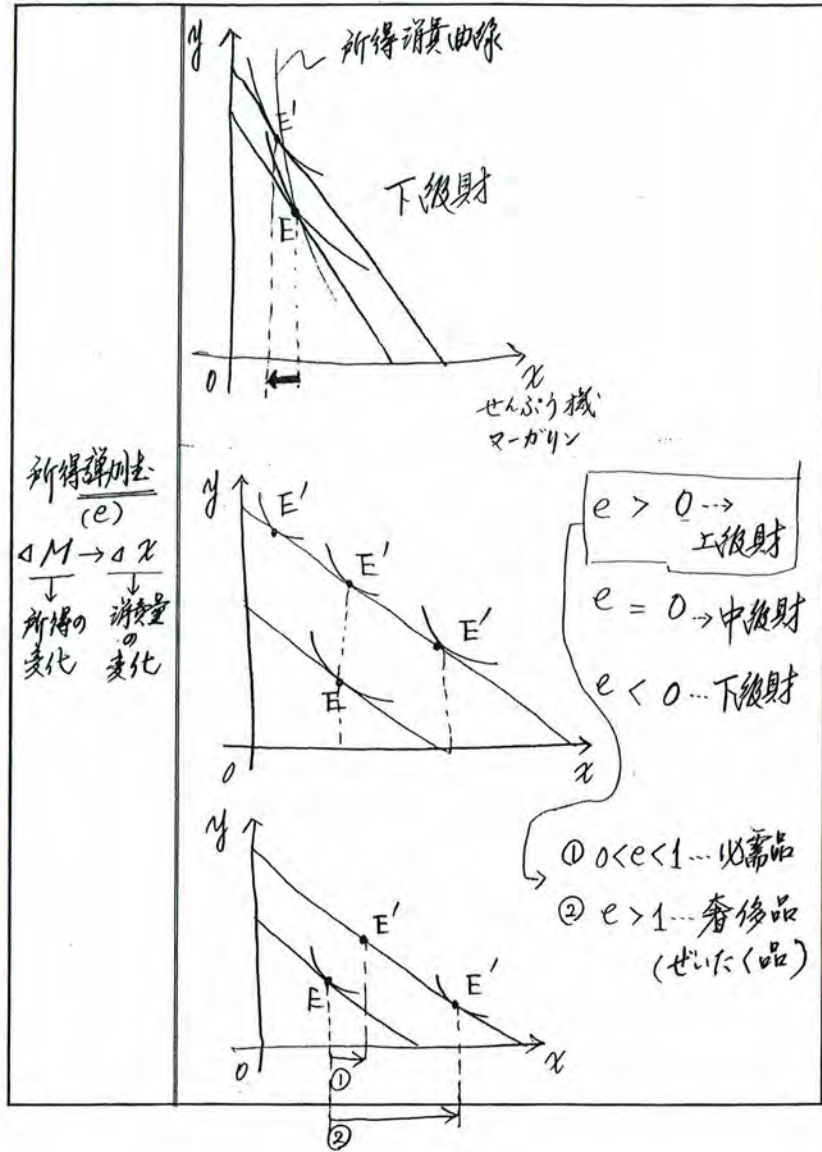 y
所得消費曲線
E'
下級財
E
0
x
せんぷう機
マーガリン
所得弾力性
(e)
⊿M → ⊿x
↓ ↓
所得の 消費量
変化 の
変化
y
E'
E'
E'
E
0
x
e > 0 …→
上級財
e = 0 → 中級財
e < 0 … 下級財
y
E'
E
E'
0
x
①
②
① 0<e<1 … 必需品
② e>1 … 奢侈品
(ぜいたく品)